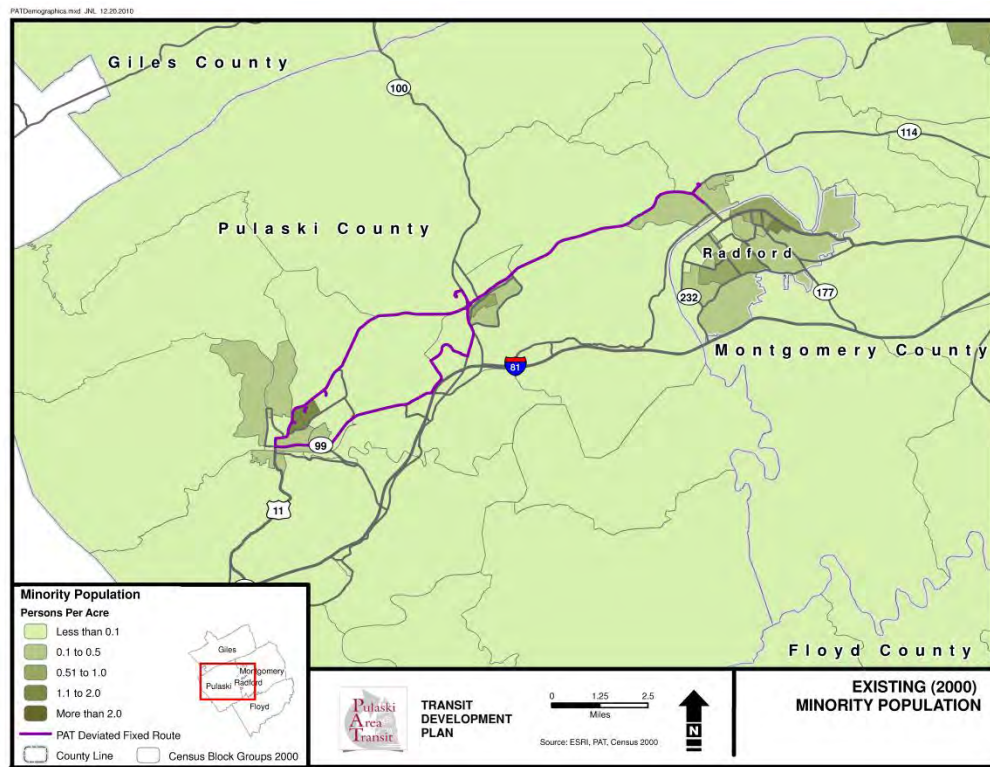 PATDemographics.mxd JNL 12.20.2010
Giles County
100
114
Pulaski County
Radford
232
177
Montgomery County
81
99
11
Floyd County
Minority Population
Persons Per Acre
Less than 0.1
0.1 to 0.5
0.51 to 1.0
1.1 to 2.0
More than 2.0
PAT Deviated Fixed Route
County Line
Census Block Groups 2000
Giles
Montgomery
Pulaski
Radford
Floyd
Pulaski
Area
Transit
TRANSIT
DEVELOPMENT
PLAN
0 1.25 2.5
Miles
Source: ESRI, PAT, Census 2000
N
EXISTING (2000)
MINORITY POPULATION